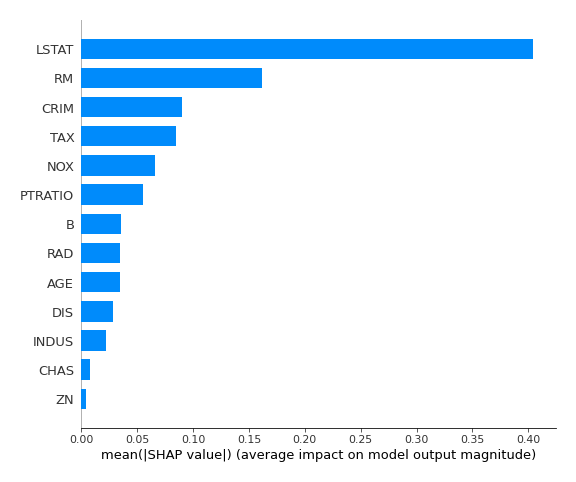 LSTAT
RM
CRIM
TAX
NOX
PTRATIO
B
RAD
AGE
DIS
INDUS
CHAS
ZN
0.00 0.05 0.10 0.15 0.20 0.25 0.30 0.35 0.40
mean(|SHAP value|) (average impact on model output magnitude)